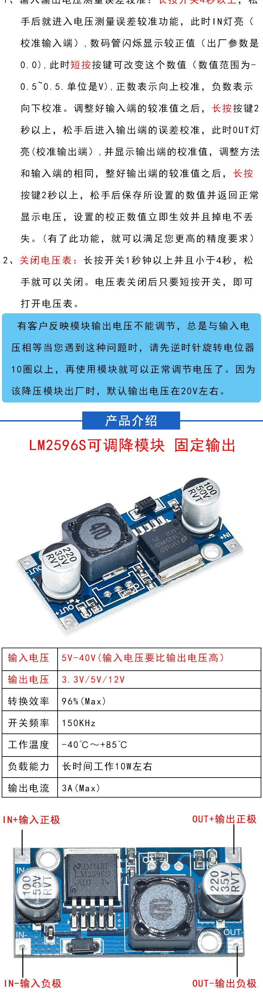 1、输入输出电压测量误差较准：长按开关4秒以上，松
手后就进入电压测量误差较准功能，此时IN灯亮（
校准输入端）,数码管闪烁显示较正值（出厂参数是
0.0),此时短按按键可改变这个数值（数值范围为-
0.5~0.5.单位是V),正数表示向上校准，负数表示
向下校准。调整好输入端的较准值之后，长按按键2
秒以上，松手后进入输出端的误差校准，此时OUT灯
亮(校准输出端）,并显示输出端的校准值，调整方法
和输入端的相同，整好输出端的较准值之后，长按
按键2秒以上，松手后保存所设置的数值并返回正常
显示电压，设置的校正数值立即生效并且掉电不丢
失。（有了此功能，就可以满足您更高的精度要求）
2、关闭电压表：长按开关1秒钟以上并且小于4秒，松
手就可以关闭。电压表关闭后只要短按开关，即可
打开电压表。
有客户反映模块输出电压不能调节，总是与输入电
压相等当您遇到这种问题时，请先逆时针旋转电位器
10圈以上，再使用模块就可以正常调节电压了。因为
该降压模块出厂时，默认输出电压在20V左右。
产品介绍
LM2596S可调降模块 固定输出
100
50V
RVT
SS34
470
JM74RP
LM2596S
-ADJ P+
IN+
220
35V
RVT
OUT-
OUT+
输入电压 5V-40V(输入电压要比输出电压高）
输出电压 3.3V/5V/12V
转换效率 96%(Max)
开关频率 150KHz
工作温度 -40℃～+85℃
负载能力 长时间工作10W左右
输出电流 3A(Max)
IN+输入正极 OUT+输出正极
IN+
JM74RP
LM2596S
-ADJ P+
100
50V
RVT
220
35V
RVT
470
IN-
OUT-
SS34
IN-输入负极 OUT-输出负极